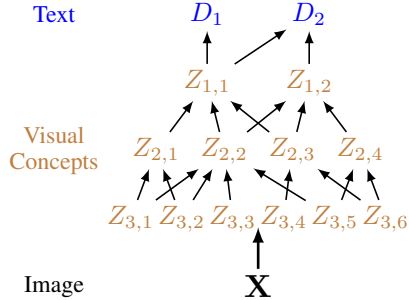 Text D₁ D₂
Z₁,₁ Z₁,₂
Visual
Concepts
Z₂,₁ Z₂,₂ Z₂,₃ Z₂,₄
Z₃,₁ Z₃,₂ Z₃,₃ Z₃,₄ Z₃,₅ Z₃,₆
Image X